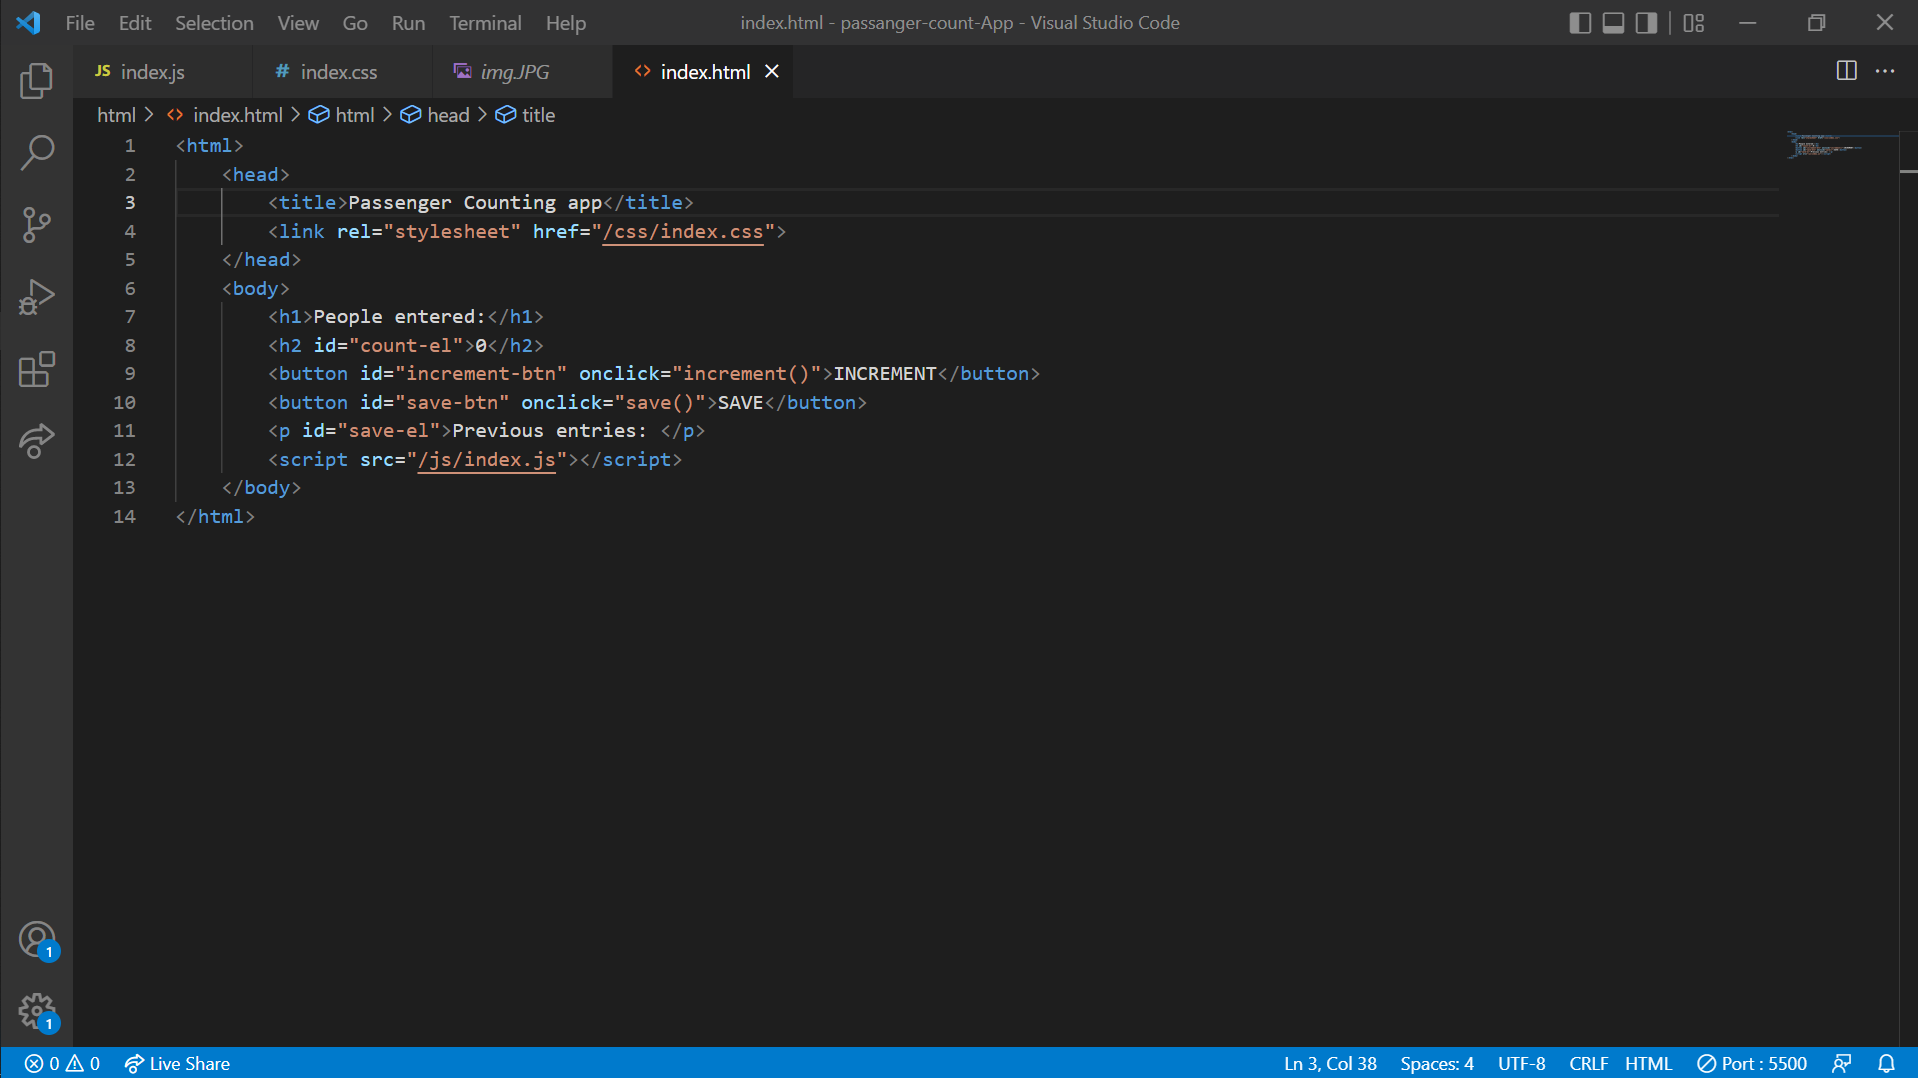 File Edit Selection View Go Run Terminal Help index.html - passanger-count-App - Visual Studio Code
JS index.js # index.css img.JPG <> index.html
html > <> index.html > html > head > title
1 <html>
2 <head>
3 <title>Passenger Counting app</title>
4 <link rel="stylesheet" href="/css/index.css">
5 </head>
6 <body>
7 <h1>People entered:</h1>
8 <h2 id="count-el">0</h2>
9 <button id="increment-btn" onclick="increment()">INCREMENT</button>
10 <button id="save-btn" onclick="save()">SAVE</button>
11 <p id="save-el">Previous entries: </p>
12 <script src="/js/index.js"></script>
13 </body>
14 </html>
1
1
0 0 Live Share Ln 3, Col 38 Spaces: 4 UTF-8 CRLF HTML Port : 5500